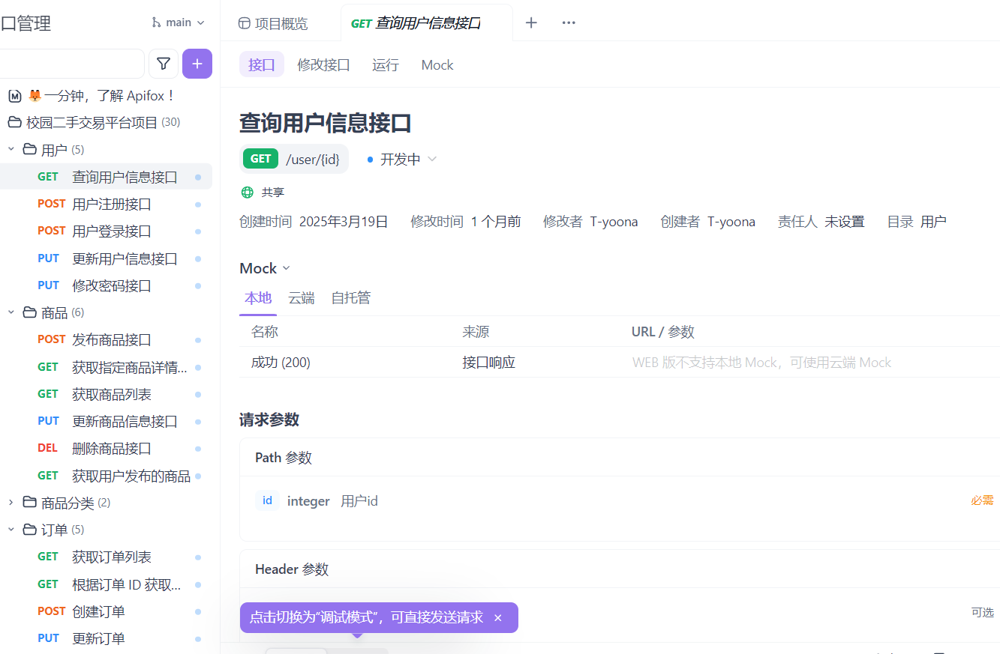 口管理
main
一分钟，了解 Apifox！
校园二手交易平台项目 (30)
用户 (5)
GET 查询用户信息接口
POST 用户注册接口
POST 用户登录接口
PUT 更新用户信息接口
PUT 修改密码接口
商品 (6)
POST 发布商品接口
GET 获取指定商品详情...
GET 获取商品列表
PUT 更新商品信息接口
DEL 删除商品接口
GET 获取用户发布的商品
商品分类 (2)
订单 (5)
GET 获取订单列表
GET 根据订单 ID 获取...
POST 创建订单
PUT 更新订单
项目概览
GET 查询用户信息接口
接口 修改接口 运行 Mock
查询用户信息接口
GET /user/{id} 开发中
共享
创建时间 2025年3月19日 修改时间 1 个月前 修改者 T-yoona 创建者 T-yoona 责任人 未设置 目录 用户
Mock
本地 云端 自托管
名称 来源 URL / 参数
成功 (200) 接口响应 WEB 版不支持本地 Mock，可使用云端 Mock
请求参数
Path 参数
id integer 用户id 必需
Header 参数
可选
点击切换为“调试模式”，可直接发送请求 ×